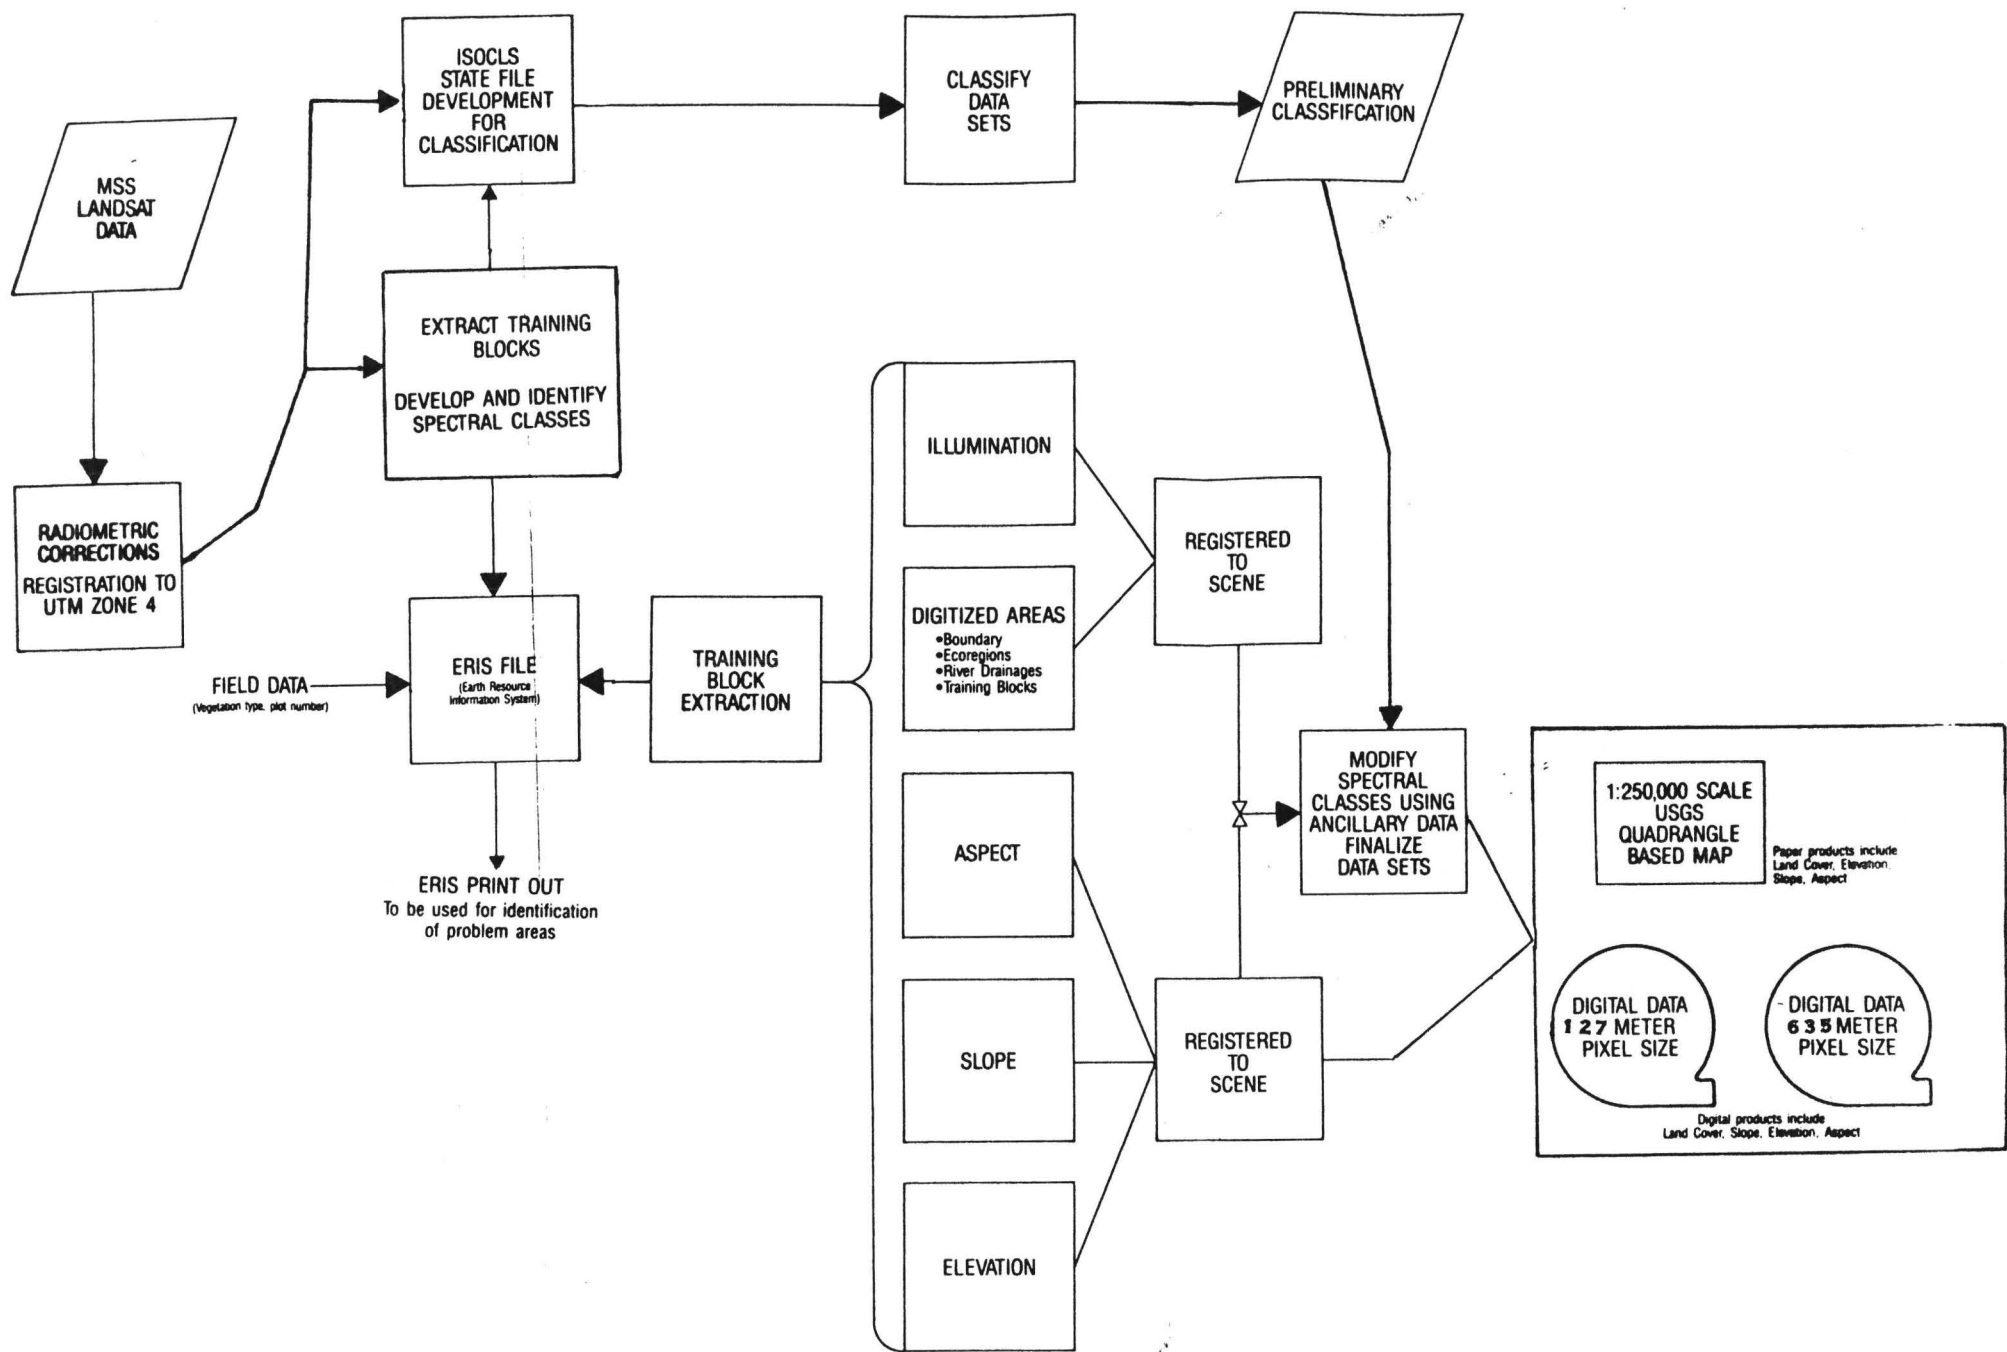 MSS
LANDSAT
DATA
RADIOMETRIC
CORRECTIONS
REGISTRATION TO
UTM ZONE 4
ISOCLS
STATE FILE
DEVELOPMENT
FOR
CLASSIFICATION
EXTRACT TRAINING
BLOCKS
DEVELOP AND IDENTIFY
SPECTRAL CLASSES
CLASSIFY
DATA
SETS
PRELIMINARY
CLASSFIFCATION
FIELD DATA
(Vegetation type, plot number)
ERIS FILE
(Earth Resource
Information System)
ERIS PRINT OUT
To be used for identification
of problem areas
TRAINING
BLOCK
EXTRACTION
ILLUMINATION
DIGITIZED AREAS
•Boundary
•Ecoregions
•River Drainages
•Training Blocks
ASPECT
SLOPE
ELEVATION
REGISTERED
TO
SCENE
REGISTERED
TO
SCENE
MODIFY
SPECTRAL
CLASSES USING
ANCILLARY DATA
FINALIZE
DATA SETS
1:250,000 SCALE
USGS
QUADRANGLE
BASED MAP
Paper products include
Land Cover, Elevation,
Slope, Aspect
DIGITAL DATA
127 METER
PIXEL SIZE
DIGITAL DATA
635 METER
PIXEL SIZE
Digital products include
Land Cover, Slope, Elevation, Aspect